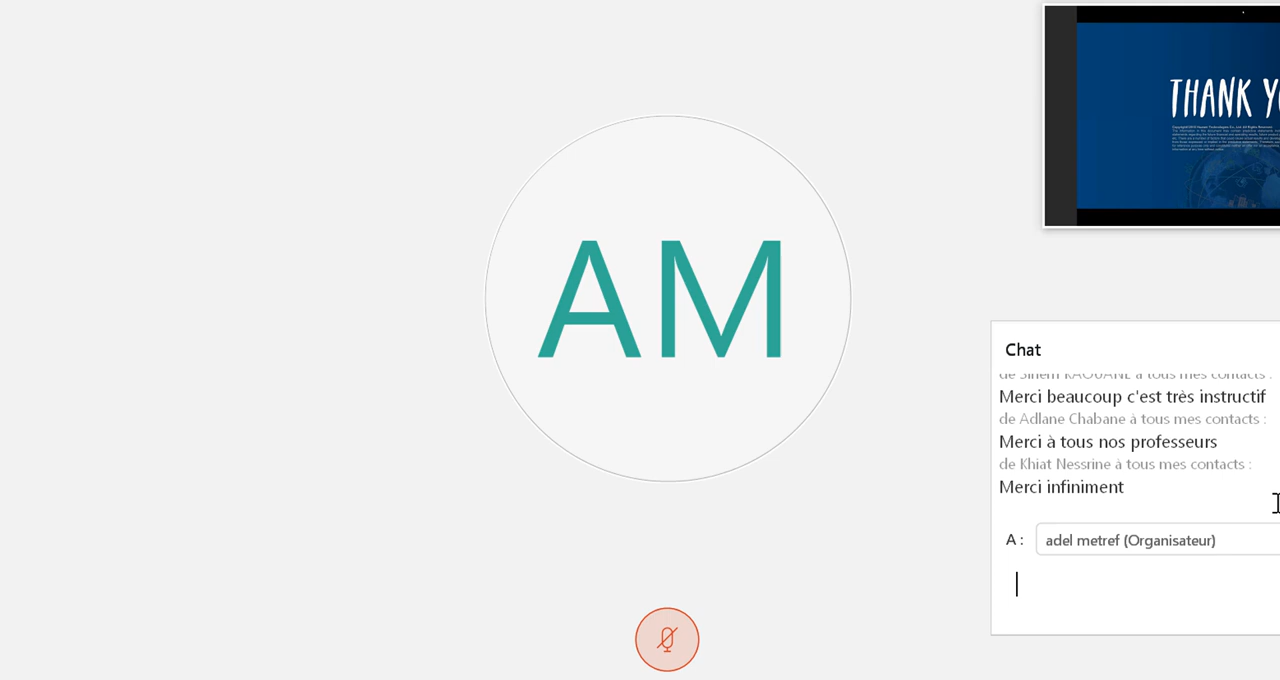 THANK Y
AM
Chat
Merci beaucoup c'est très instructif
de Adlane Chabane à tous mes contacts :
Merci à tous nos professeurs
de Khiat Nessrine à tous mes contacts :
Merci infiniment
A :
adel metref (Organisateur)